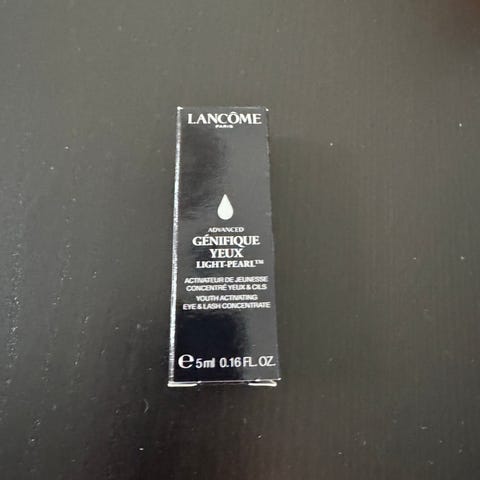 LANCÔME
PARIS
ADVANCED
GÉNIFIQUE
YEUX
LIGHT-PEARL™
ACTIVATEUR DE JEUNESSE
CONCENTRÉ YEUX & CILS
YOUTH ACTIVATING
EYE & LASH CONCENTRATE
℮ 5ml 0.16 FL. OZ.